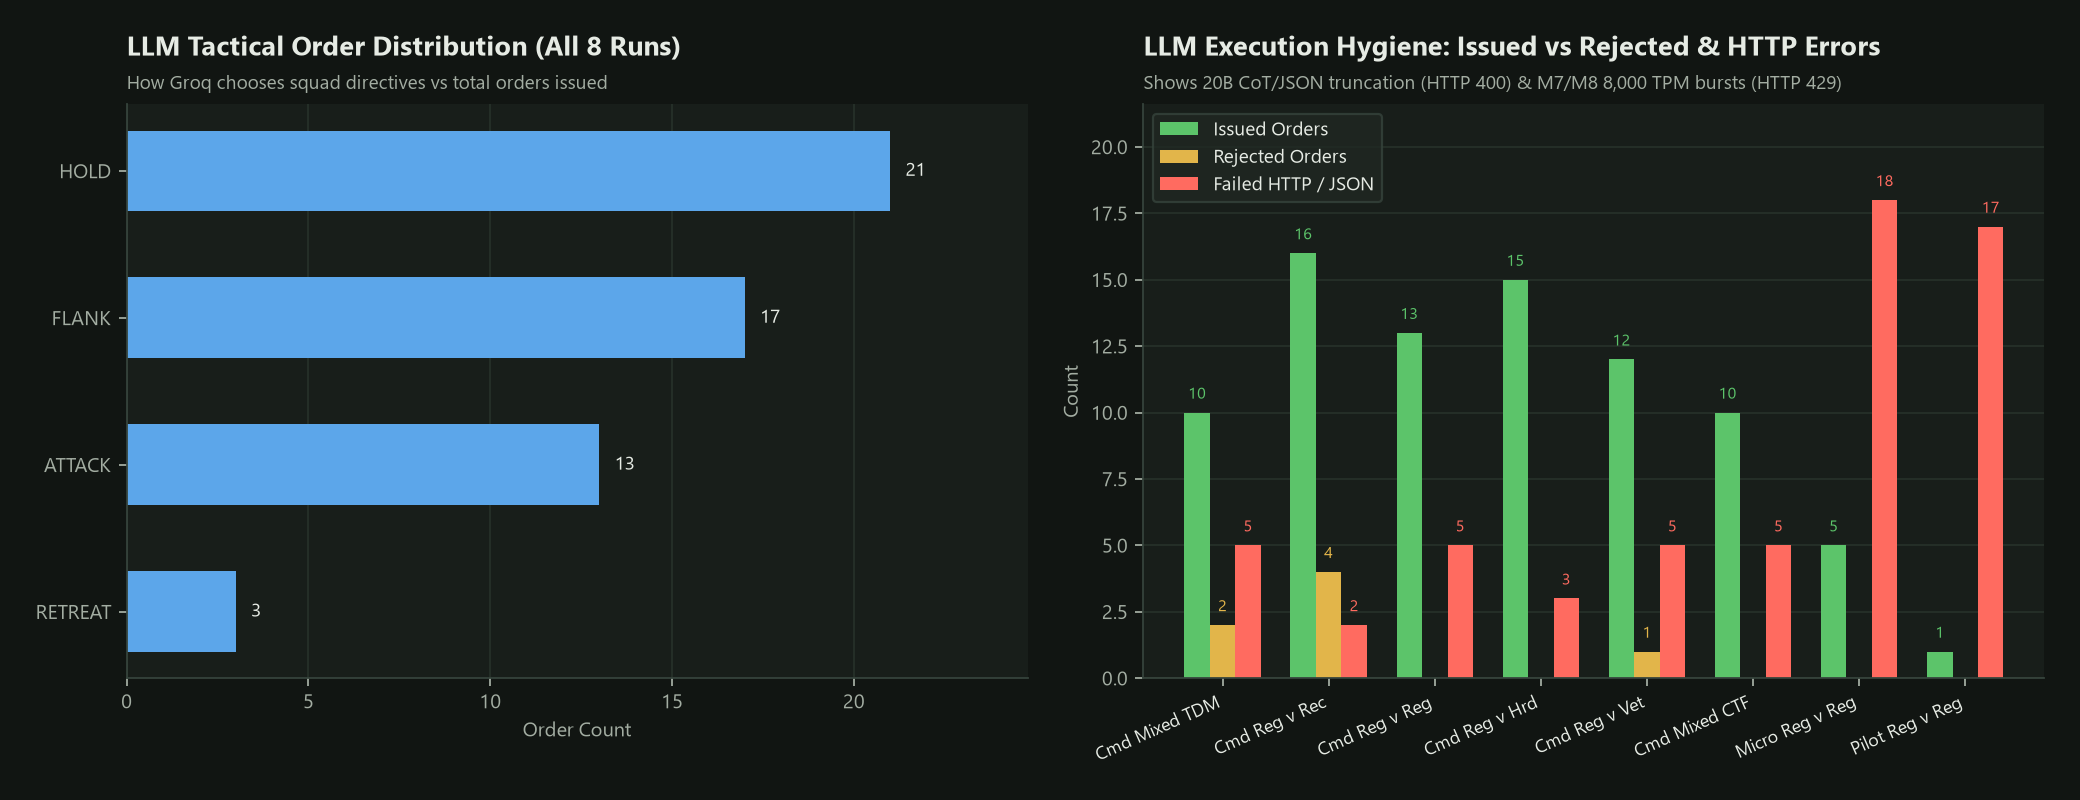 LLM Tactical Order Distribution (All 8 Runs)
How Groq chooses squad directives vs total orders issued
HOLD
21
FLANK
17
ATTACK
13
RETREAT
3
0
5
10
15
20
Order Count
LLM Execution Hygiene: Issued vs Rejected & HTTP Errors
Shows 20B CoT/JSON truncation (HTTP 400) & M7/M8 8,000 TPM bursts (HTTP 429)
Issued Orders
Rejected Orders
Failed HTTP / JSON
Count
20.0
17.5
15.0
12.5
10.0
7.5
5.0
2.5
0.0
10
2
5
16
4
2
13
5
15
3
12
1
5
10
5
5
18
1
17
Cmd Mixed TDM
Cmd Reg v Rec
Cmd Reg v Reg
Cmd Reg v Hrd
Cmd Reg v Vet
Cmd Mixed CTF
Micro Reg v Reg
Pilot Reg v Reg